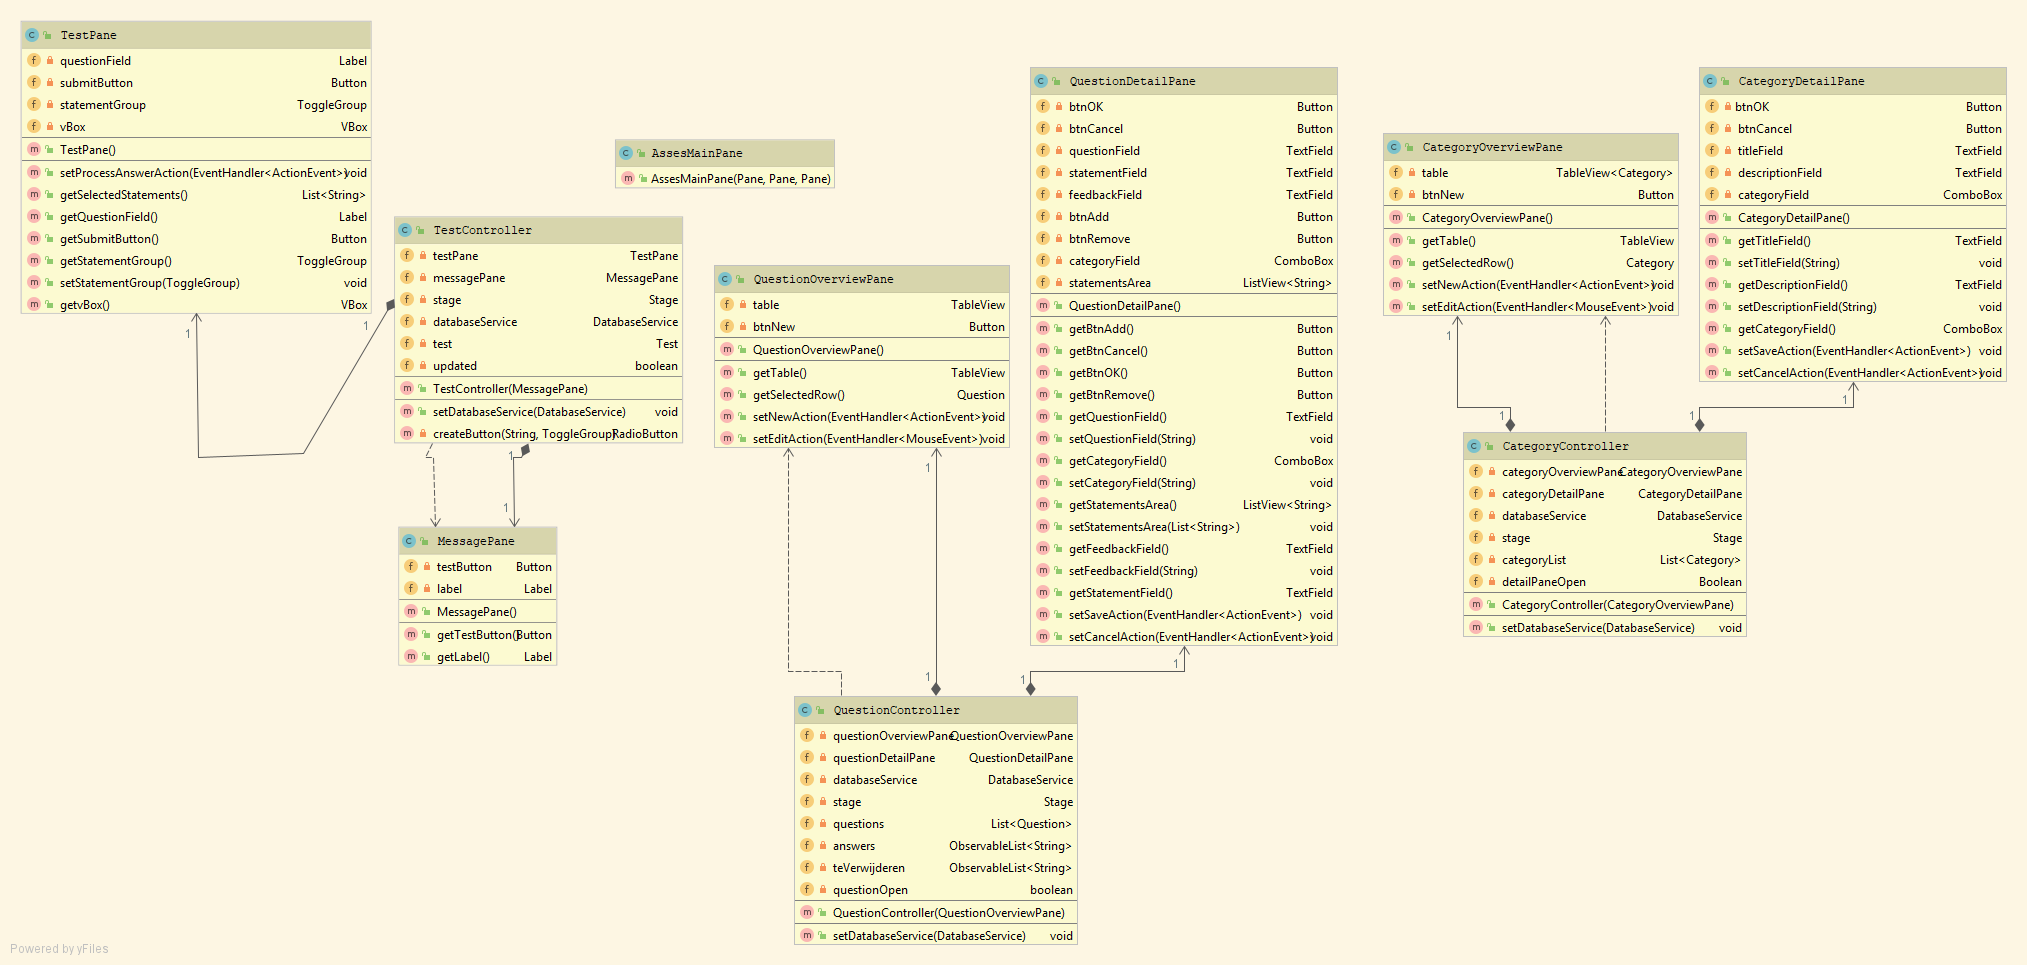 TestPane
questionField Label
submitButton Button
statementGroup ToggleGroup
vBox VBox
TestPane()
setProcessAnswerAction(EventHandler<ActionEvent>) void
getSelectedStatements() List<String>
getQuestionField() Label
getSubmitButton() Button
getStatementGroup() ToggleGroup
setStatementGroup(ToggleGroup) void
getvBox() VBox
1
1
AssesMainPane
AssesMainPane(Pane, Pane, Pane)
TestController
testPane TestPane
messagePane MessagePane
stage Stage
databaseService DatabaseService
test Test
updated boolean
TestController(MessagePane)
setDatabaseService(DatabaseService) void
createButton(String, ToggleGroup) RadioButton
1
1
MessagePane
testButton Button
label Label
MessagePane()
getTestButton() Button
getLabel() Label
QuestionOverviewPane
table TableView
btnNew Button
QuestionOverviewPane()
getTable() TableView
getSelectedRow() Question
setNewAction(EventHandler<ActionEvent>) void
setEditAction(EventHandler<MouseEvent>) void
1
1
QuestionDetailPane
btnOK Button
btnCancel Button
questionField TextField
statementField TextField
feedbackField TextField
btnAdd Button
btnRemove Button
categoryField ComboBox
statementsArea ListView<String>
QuestionDetailPane()
getBtnAdd() Button
getBtnCancel() Button
getBtnOK() Button
getBtnRemove() Button
getQuestionField() TextField
setQuestionField(String) void
getCategoryField() ComboBox
setCategoryField(String) void
getStatementsArea() ListView<String>
setStatementsArea(List<String>) void
getFeedbackField() TextField
setFeedbackField(String) void
getStatementField() TextField
setSaveAction(EventHandler<ActionEvent>) void
setCancelAction(EventHandler<ActionEvent>) void
1
1
QuestionController
questionOverviewPane QuestionOverviewPane
questionDetailPane QuestionDetailPane
databaseService DatabaseService
stage Stage
questions List<Question>
answers ObservableList<String>
teVerwijderen ObservableList<String>
questionOpen boolean
QuestionController(QuestionOverviewPane)
setDatabaseService(DatabaseService) void
CategoryOverviewPane
table TableView<Category>
btnNew Button
CategoryOverviewPane()
getTable() TableView
getSelectedRow() Category
setNewAction(EventHandler<ActionEvent>) void
setEditAction(EventHandler<MouseEvent>) void
1
1
CategoryDetailPane
btnOK Button
btnCancel Button
titleField TextField
descriptionField TextField
categoryField ComboBox
CategoryDetailPane()
getTitleField() TextField
setTitleField(String) void
getDescriptionField() TextField
setDescriptionField(String) void
getCategoryField() ComboBox
setSaveAction(EventHandler<ActionEvent>) void
setCancelAction(EventHandler<ActionEvent>) void
1
1
CategoryController
categoryOverviewPane CategoryOverviewPane
categoryDetailPane CategoryDetailPane
databaseService DatabaseService
stage Stage
categoryList List<Category>
detailPaneOpen Boolean
CategoryController(CategoryOverviewPane)
setDatabaseService(DatabaseService) void
Powered by yFiles